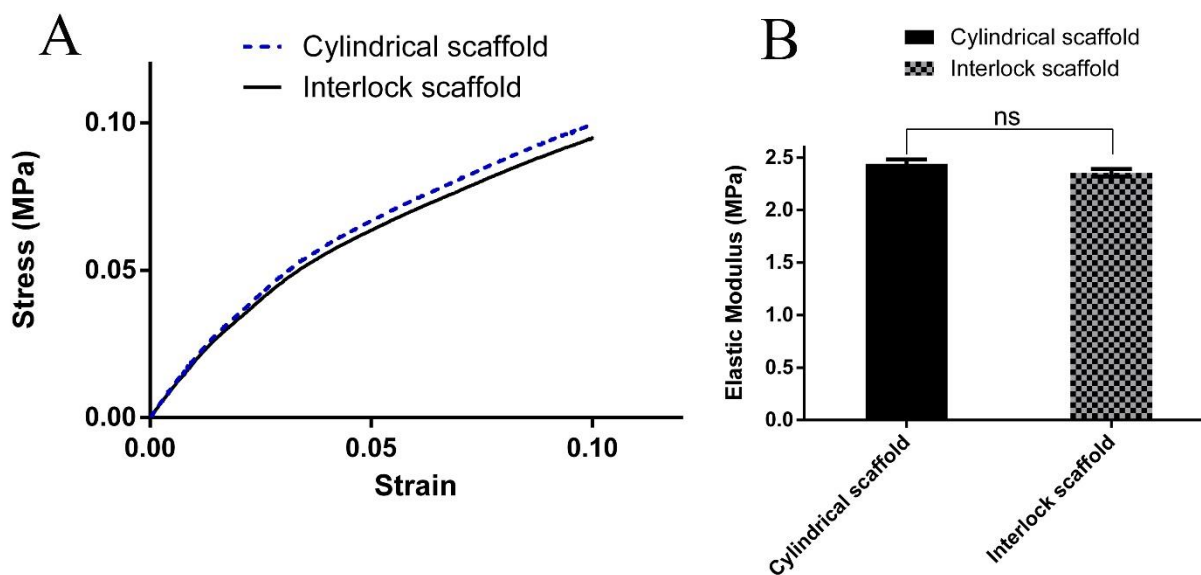 A
Cylindrical scaffold
Interlock scaffold
Stress (MPa)
0.10
0.05
0.00
0.00
0.05
0.10
Strain
B
Cylindrical scaffold
Interlock scaffold
ns
Elastic Modulus (MPa)
2.5
2.0
1.5
1.0
0.5
0.0
Cylindrical scaffold
Interlock scaffold